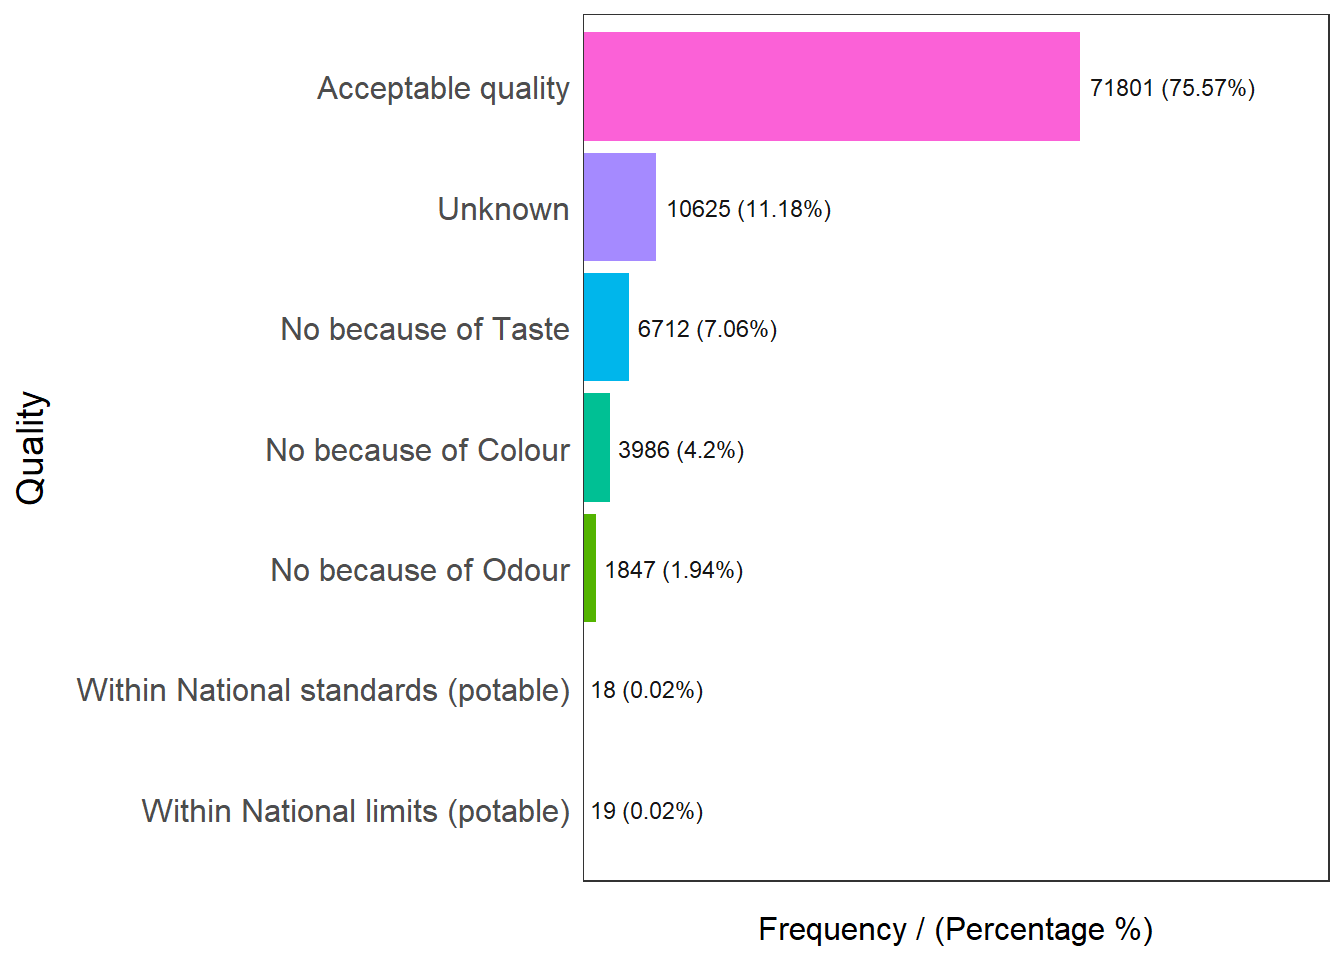 Acceptable quality 71801 (75.57%)
Unknown 10625 (11.18%)
No because of Taste 6712 (7.06%)
No because of Colour 3986 (4.2%)
No because of Odour 1847 (1.94%)
Within National standards (potable) 18 (0.02%)
Within National limits (potable) 19 (0.02%)
Quality
Frequency / (Percentage %)